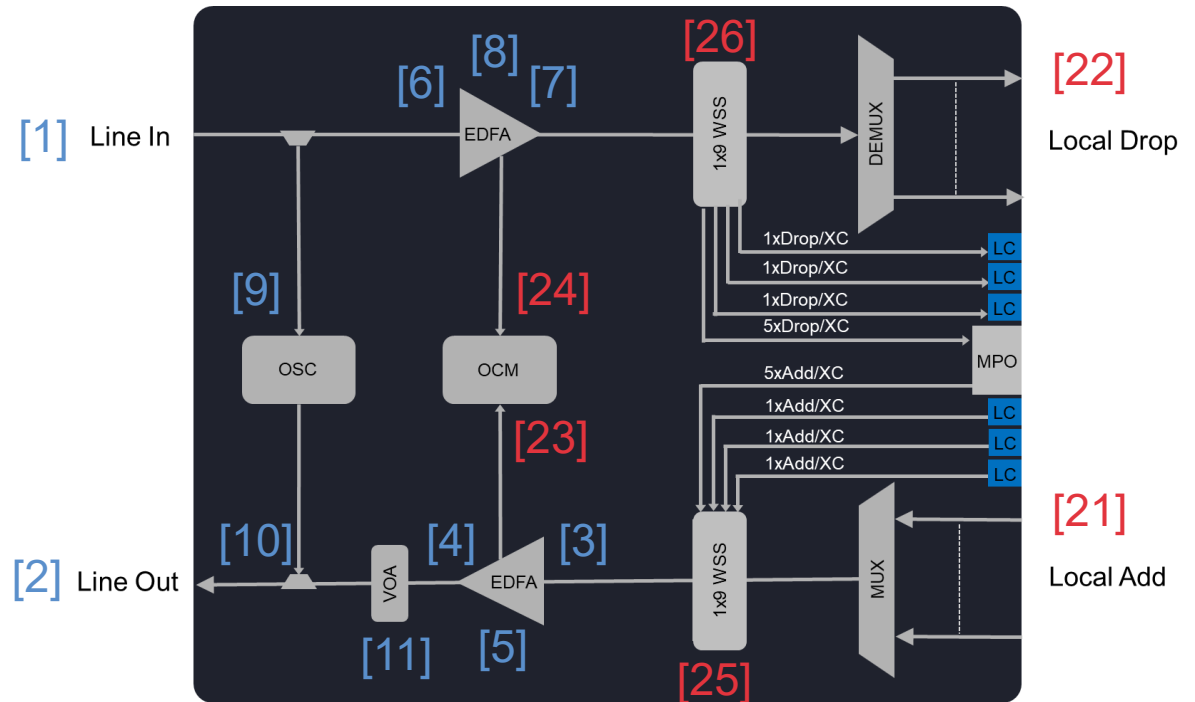 [26]
[8]
[6]
[7]
[22]
[1]
Line In
EDFA
1x9 WSS
DEMUX
Local Drop
1xDrop/XC
LC
1xDrop/XC
LC
[9]
[24]
1xDrop/XC
LC
5xDrop/XC
OSC
OCM
MPO
5xAdd/XC
1xAdd/XC
LC
[23]
1xAdd/XC
LC
1xAdd/XC
LC
[21]
[10]
[4]
[3]
[2]
Line Out
VOA
EDFA
1x9 WSS
MUX
Local Add
[11]
[5]
[25]